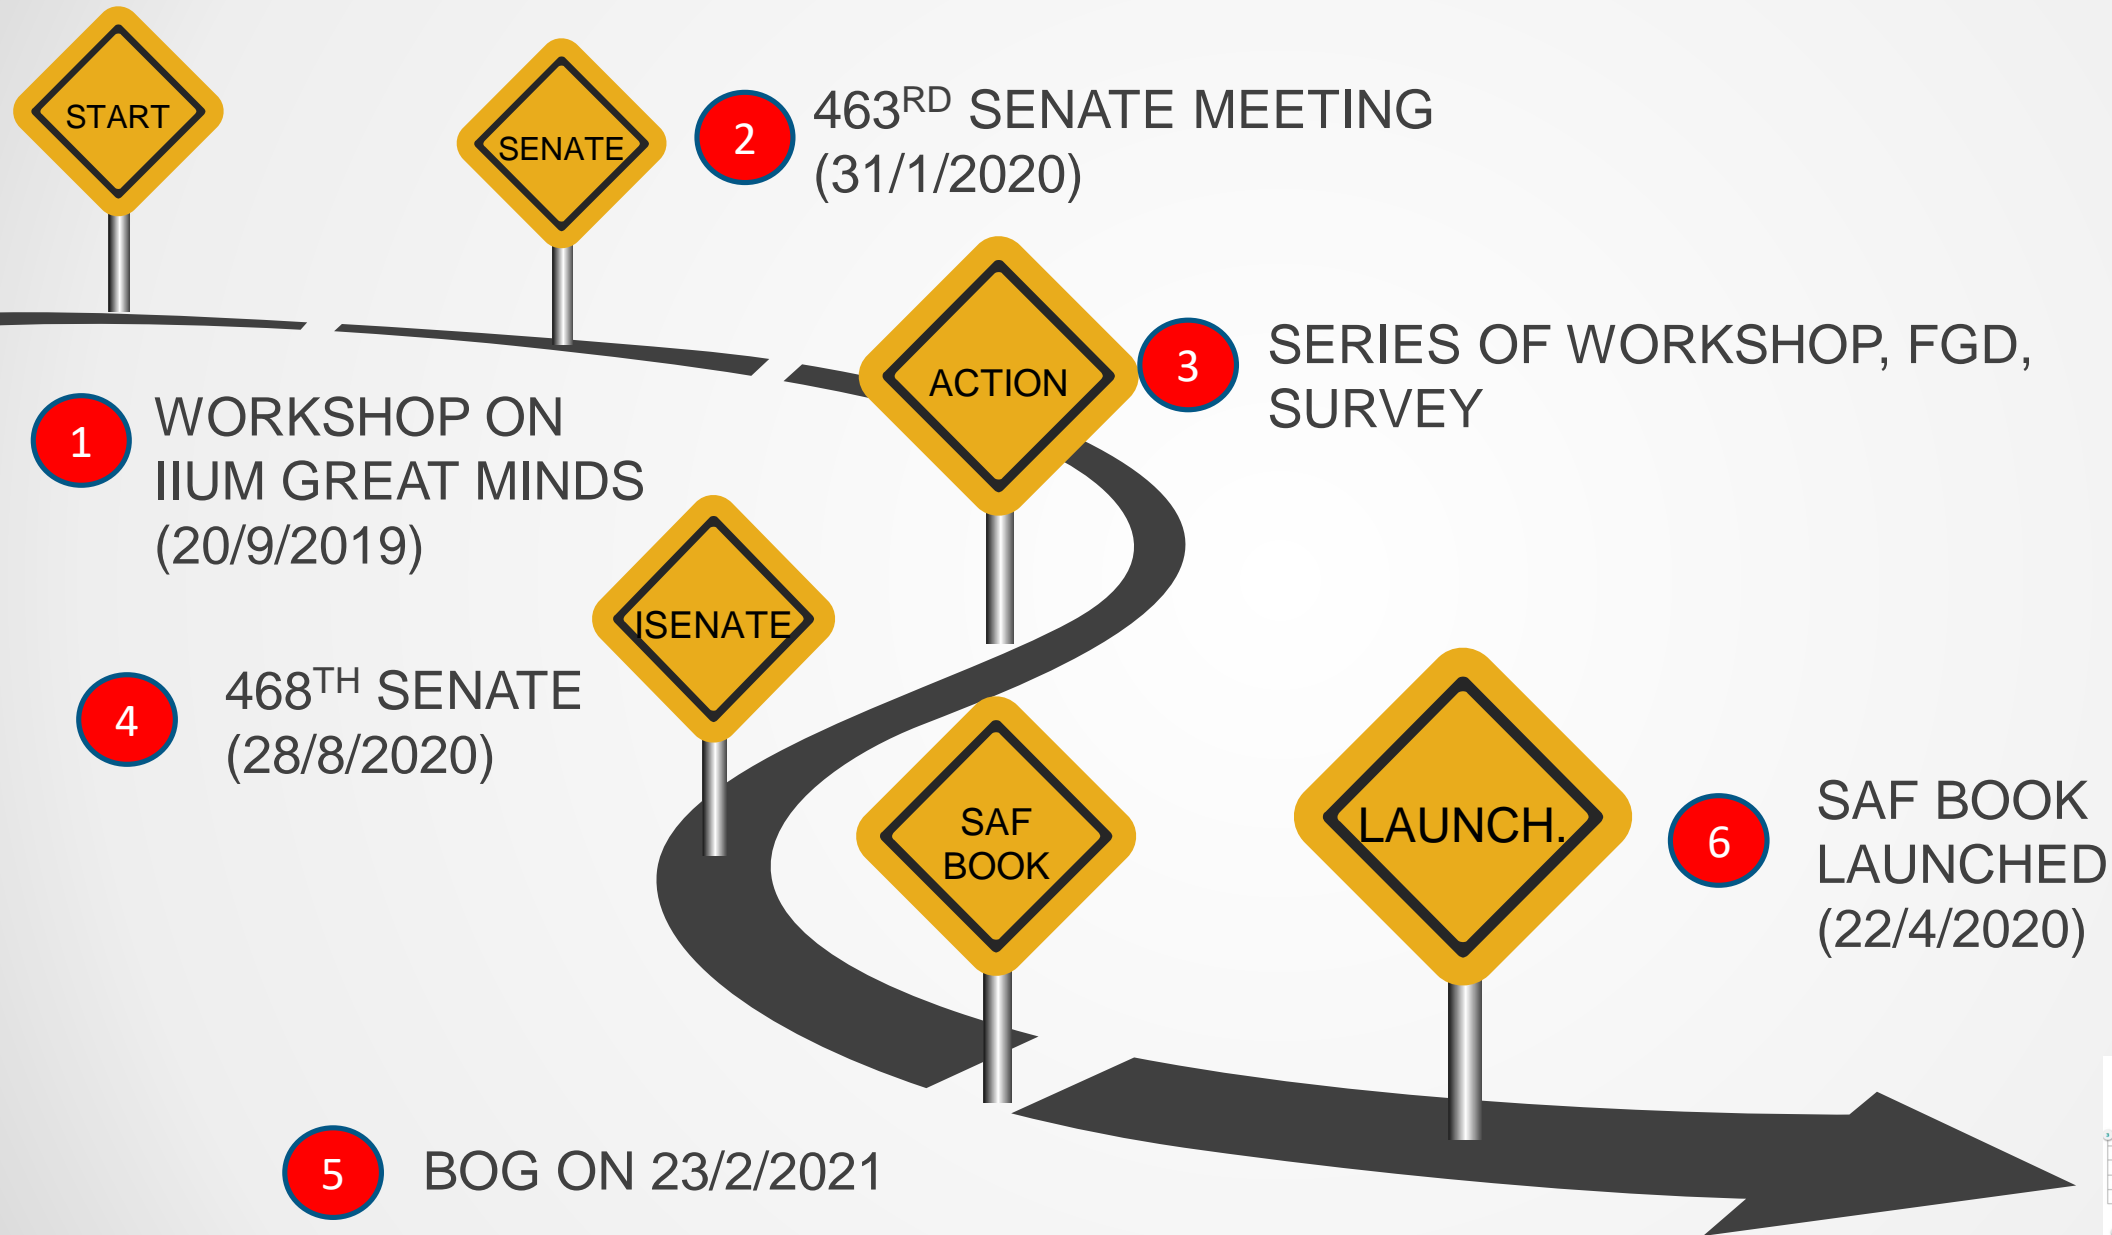 START
1
WORKSHOP ON
IIUM GREAT MINDS
(20/9/2019)
SENATE
2
463RD SENATE MEETING
(31/1/2020)
ACTION
3
SERIES OF WORKSHOP, FGD,
SURVEY
ISENATE
4
468TH SENATE
(28/8/2020)
SAF
BOOK
5
BOG ON 23/2/2021
LAUNCH.
6
SAF BOOK
LAUNCHED
(22/4/2020)